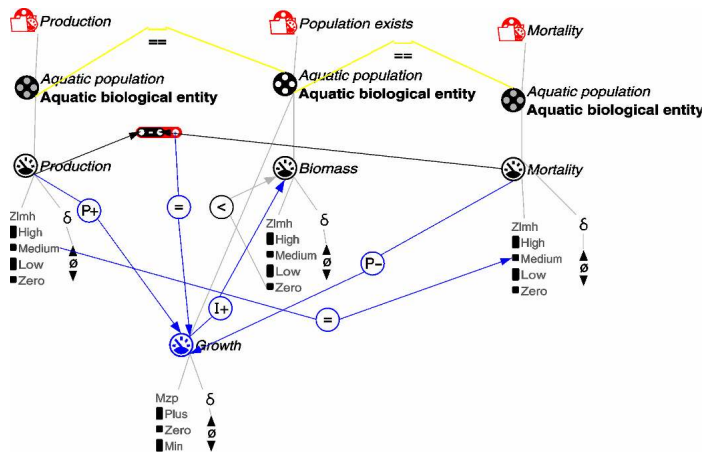 Production
Population exists
Mortality
==
==
Aquatic population
Aquatic biological entity
Aquatic population
Aquatic biological entity
Aquatic population
Aquatic biological entity
Production
Biomass
Mortality
Zlmh
High
Medium
Low
Zero
δ
ø
P+
=
<
Zlmh
High
Medium
Low
Zero
δ
ø
Zlmh
High
Medium
Low
Zero
δ
ø
P-
I+
=
Growth
Mzp
Plus
Zero
Min
δ
ø